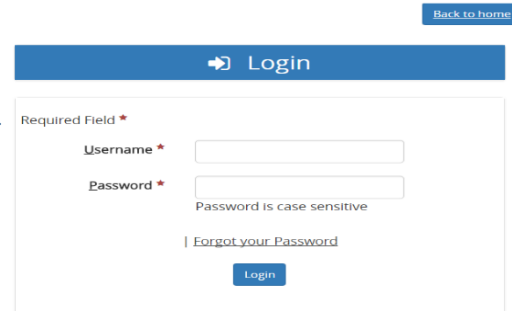 Back to home
Login
Required Field *
Username *
Password *
Password is case sensitive
| Forgot your Password
Login